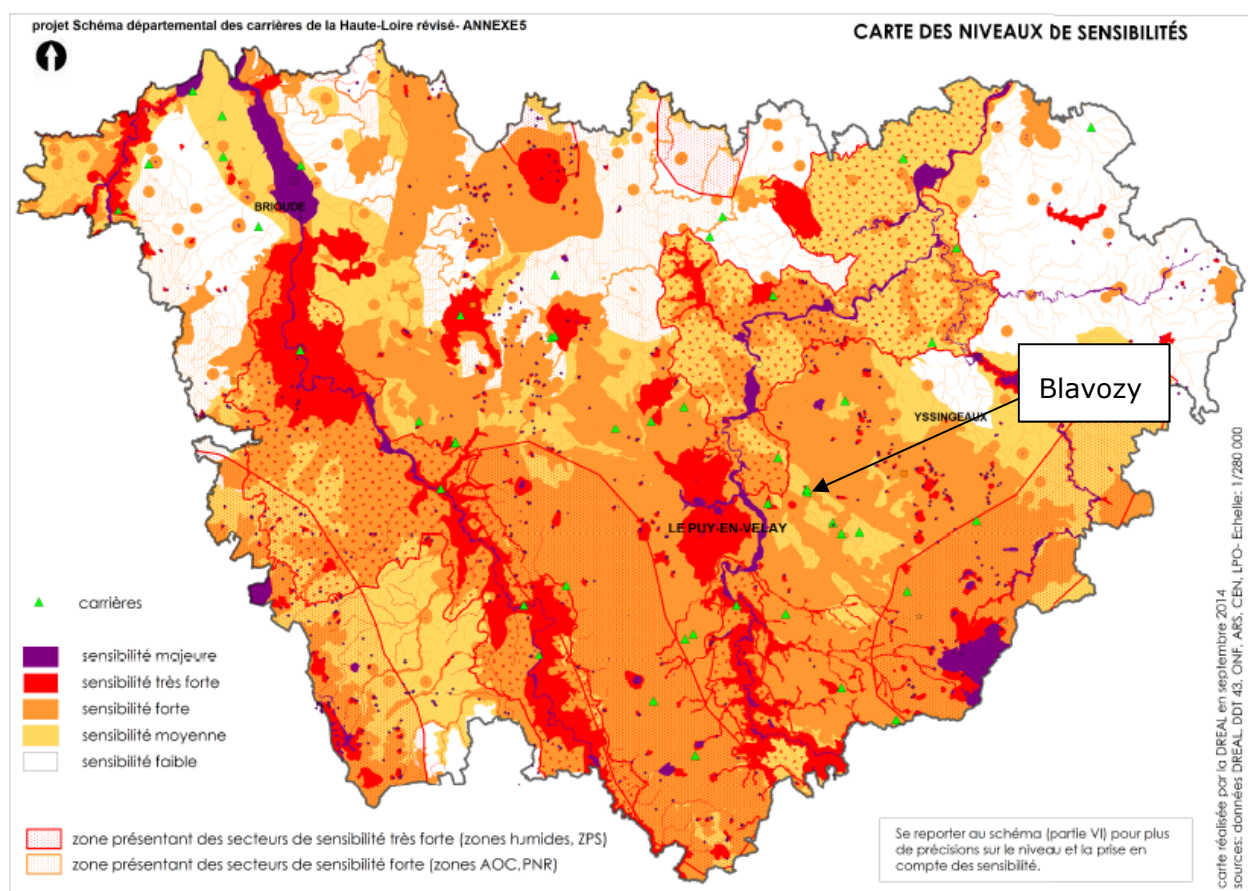 projet Schéma départemental des carrières de la Haute-Loire révisé- ANNEXE5
CARTE DES NIVEAUX DE SENSIBILITÉS
BRIOUDE
Blavozy
YSSINGEAUX
LE PUY-EN-VELAY
carrières
sensibilité majeure
sensibilité très forte
sensibilité forte
sensibilité moyenne
sensibilité faible
zone présentant des secteurs de sensibilité très forte (zones humides, ZPS)
zone présentant des secteurs de sensibilité forte (zones AOC,PNR)
Se reporter au schéma (partie VI) pour plus
de précisions sur le niveau et la prise en
compte des sensibilité.
carte réalisée par la DREAL en septembre 2014
sources: données DREAL, DDT 43, ONF, ARS, CEN, LPO- Echelle: 1/280 000